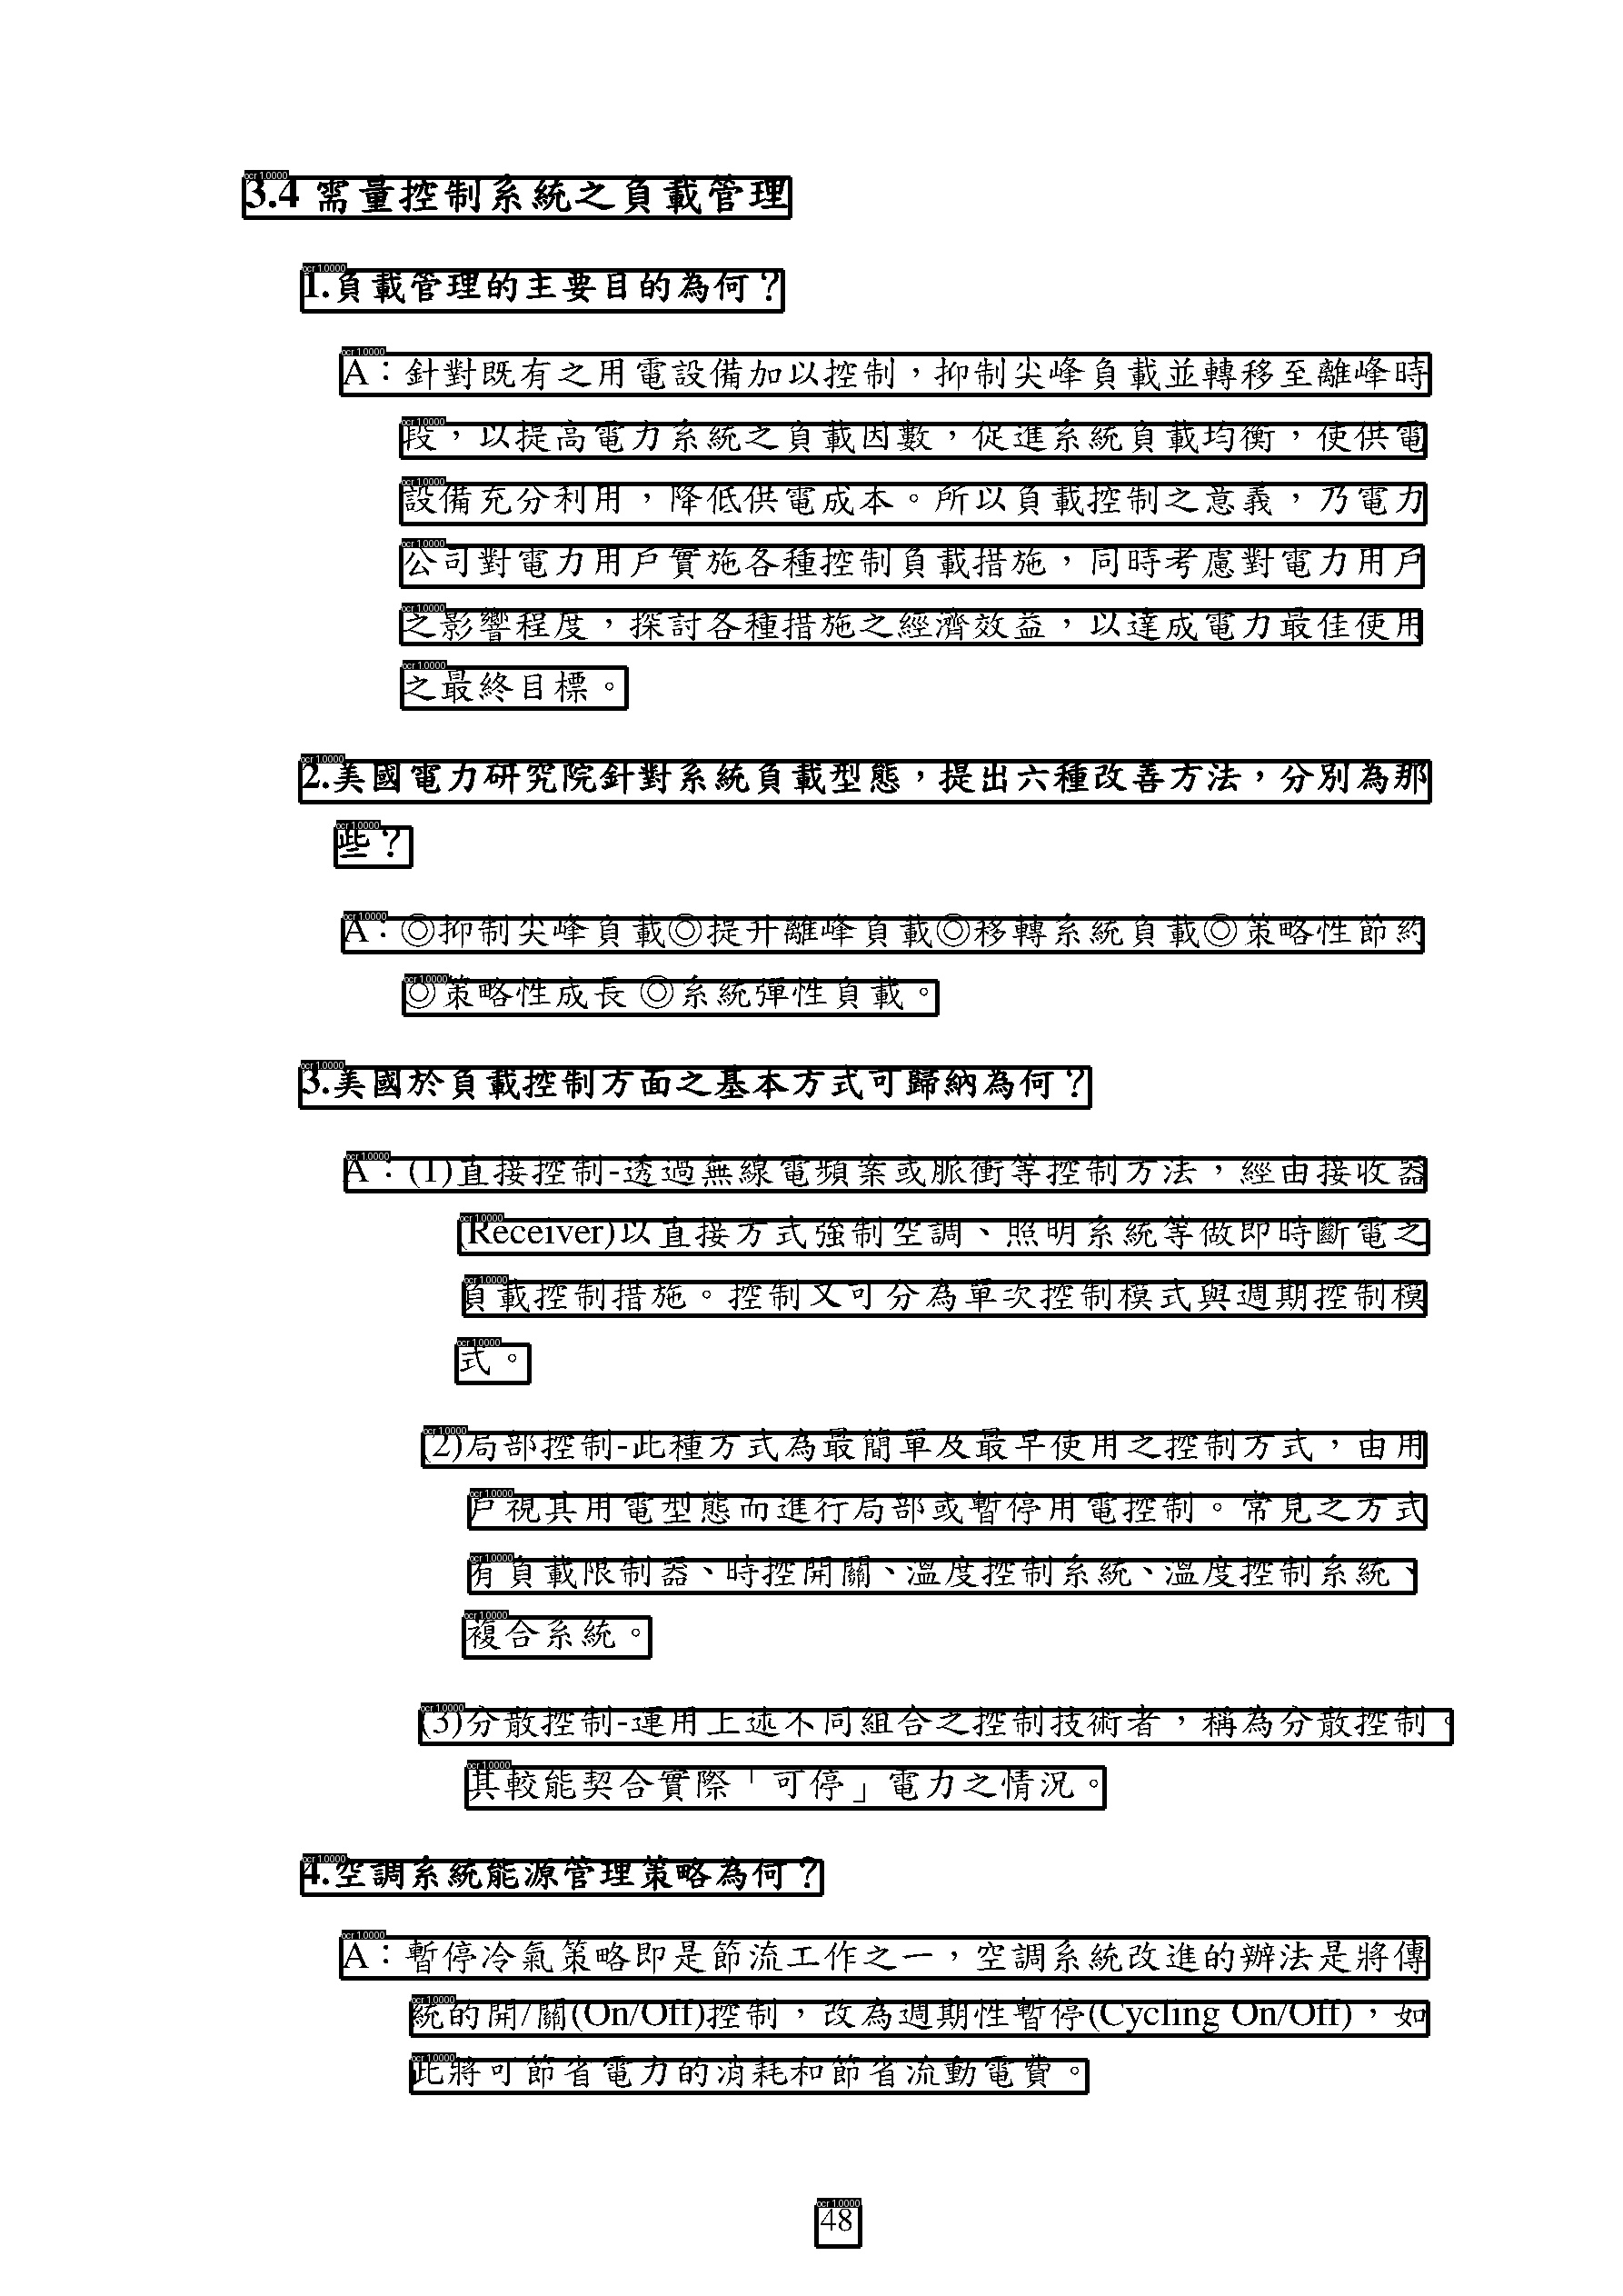 3.4 需量控制系統之負載管理
1.負載管理的主要目的為何？
A：針對既有之用電設備加以控制，抑制尖峰負載並轉移至離峰時
段，以提高電力系統之負載因數，促進系統負載均衡，使供電
設備充分利用，降低供電成本。所以負載控制之意義，乃電力
公司對電力用戶實施各種控制負載措施，同時考慮對電力用戶
之影響程度，探討各種措施之經濟效益，以達成電力最佳使用
之最終目標。
2.美國電力研究院針對系統負載型態，提出六種改善方法，分別為那
些？
A：◎抑制尖峰負載◎提升離峰負載◎移轉系統負載◎策略性節約
◎策略性成長 ◎系統彈性負載。
3.美國於負載控制方面之基本方式可歸納為何？
A：(1)直接控制-透過無線電頻案或脈衝等控制方法，經由接收器
(Receiver)以直接方式強制空調、照明系統等做即時斷電之
負載控制措施。控制又可分為單次控制模式與週期控制模
式。
(2)局部控制-此種方式為最簡單及最早使用之控制方式，由用
戶視其用電型態而進行局部或暫停用電控制。常見之方式
有負載限制器、時控開關、溫度控制系統、溫度控制系統、
複合系統。
(3)分散控制-運用上述不同組合之控制技術者，稱為分散控制。
其較能契合實際「可停」電力之情況。
4.空調系統能源管理策略為何？
A：暫停冷氣策略即是節流工作之一，空調系統改進的辦法是將傳
統的開/關(On/Off)控制，改為週期性暫停(Cycling On/Off)，如
此將可節省電力的消耗和節省流動電費。
48